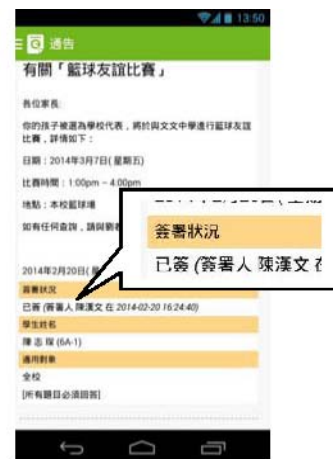 13:50
通告
有關「籃球友誼比賽」
各位家長:
你的孩子被選為學校代表,將於與文文中學進行籃球友誼
比賽,詳情如下:
日期:2014年3月7日(星期五)
比賽時間:1:00pm – 4:00pm
地點:本校籃球場
如有任何查詢,請與劉
2014年2月20日(星
簽署狀況
已簽 (簽署人 陳漢文 在 2014-02-20 16:24:40)
學生姓名
陳 志 琛 (6A-1)
適用對象
全校
[所有題目必須回答]
簽署狀況
已簽 (簽署人 陳漢文 在